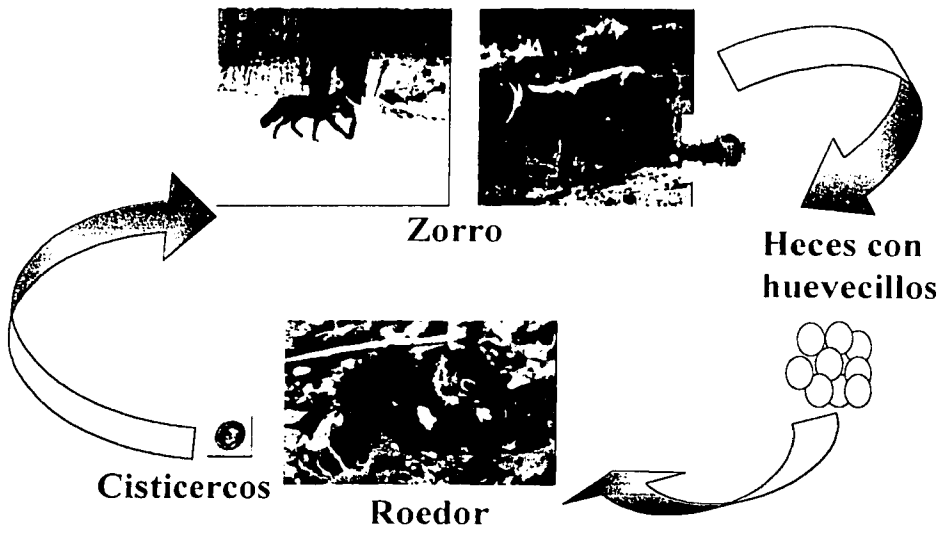 Zorro
Heces con
huevecillos
Cisticercos
Roedor